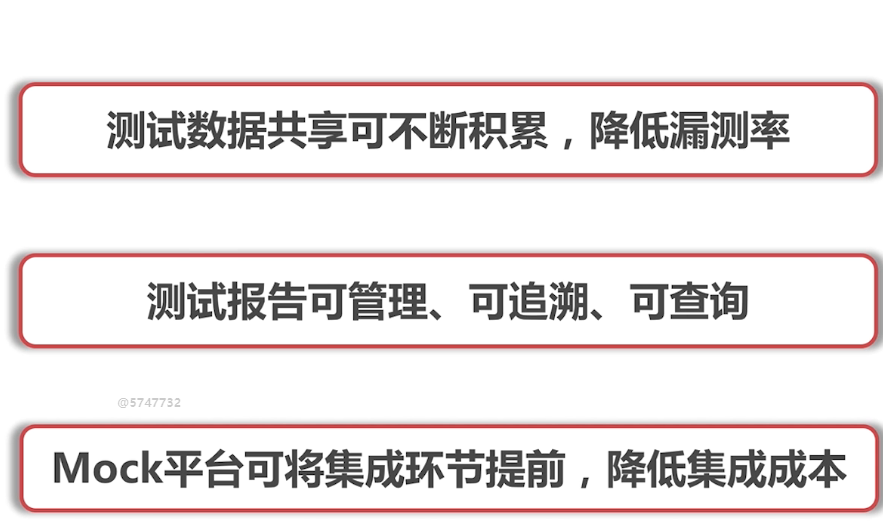 测试数据共享可不断积累，降低漏测率
测试报告可管理、可追溯、可查询
@5747732
Mock平台可将集成环节提前，降低集成成本